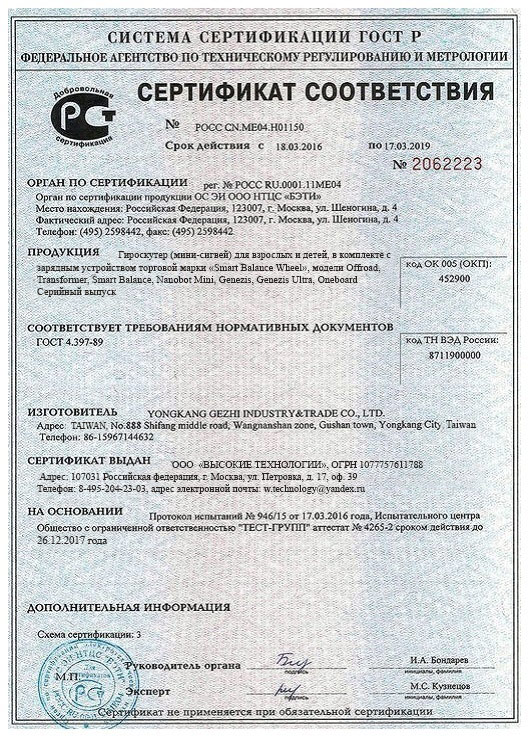 СИСТЕМА СЕРТИФИКАЦИИ ГОСТ Р
ФЕДЕРАЛЬНОЕ АГЕНТСТВО ПО ТЕХНИЧЕСКОМУ РЕГУЛИРОВАНИЮ И МЕТРОЛОГИИ
Добровольная
сертификация
СЕРТИФИКАТ СООТВЕТСТВИЯ
№ РОСС CN.МЕ04.Н01150
Срок действия с 18.03.2016 по 17.03.2019
№ 2062223
ОРГАН ПО СЕРТИФИКАЦИИ рег. № РОСС RU.0001.11МЕ04
Орган по сертификации продукции ОС ЭИ ООО НТЦС «БЭТИ»
Место нахождения: Российская Федерация, 123007, г. Москва, ул. Шеногина, д. 4
Фактический адрес: Российская Федерация, 123007, г. Москва, ул. Шеногина, д. 4
Телефон: (495) 2598442, факс: (495) 2598442
ПРОДУКЦИЯ Гироскутер (мини-сигвей) для взрослых и детей, в комплекте с
зарядным устройством торговой марки «Smart Balance Wheel», модели Offroad,
Transformer, Smart Balance, Nanobot Mini, Genezis, Genezis Ultra, Oneboard
Серийный выпуск
код ОК 005 (ОКП):
452900
СООТВЕТСТВУЕТ ТРЕБОВАНИЯМ НОРМАТИВНЫХ ДОКУМЕНТОВ
ГОСТ 4.397-89
код ТН ВЭД России:
8711900000
ИЗГОТОВИТЕЛЬ YONGKANG GEZHI INDUSTRY&TRADE CO., LTD.
Адрес: TAIWAN, No.888 Shifang middle road, Wangnanshan zone, Gushan town, Yongkang City Taiwan
Телефон: 86-15967144632
СЕРТИФИКАТ ВЫДАН ООО «ВЫСОКИЕ ТЕХНОЛОГИИ», ОГРН 1077757611788
Адрес: 107031 Российская федерация, г. Москва, ул. Петровка, д. 17, оф. 39
Телефон: 8-495-204-23-03, адрес электронной почты: w.technology@yandex.ru
НА ОСНОВАНИИ Протокол испытаний № 946/15 от 17.03.2016 года, Испытательного центра
Общество с ограниченной ответственностью "ТЕСТ-ГРУПП" аттестат № 4265-2 сроком действия до
26.12.2017 года
ДОПОЛНИТЕЛЬНАЯ ИНФОРМАЦИЯ
Схема сертификации: 3
Руководитель органа И.А. Бондарев
подпись инициалы, фамилия
М.П.
Эксперт М.С. Кузнецов
подпись инициалы, фамилия
Сертификат не применяется при обязательной сертификации